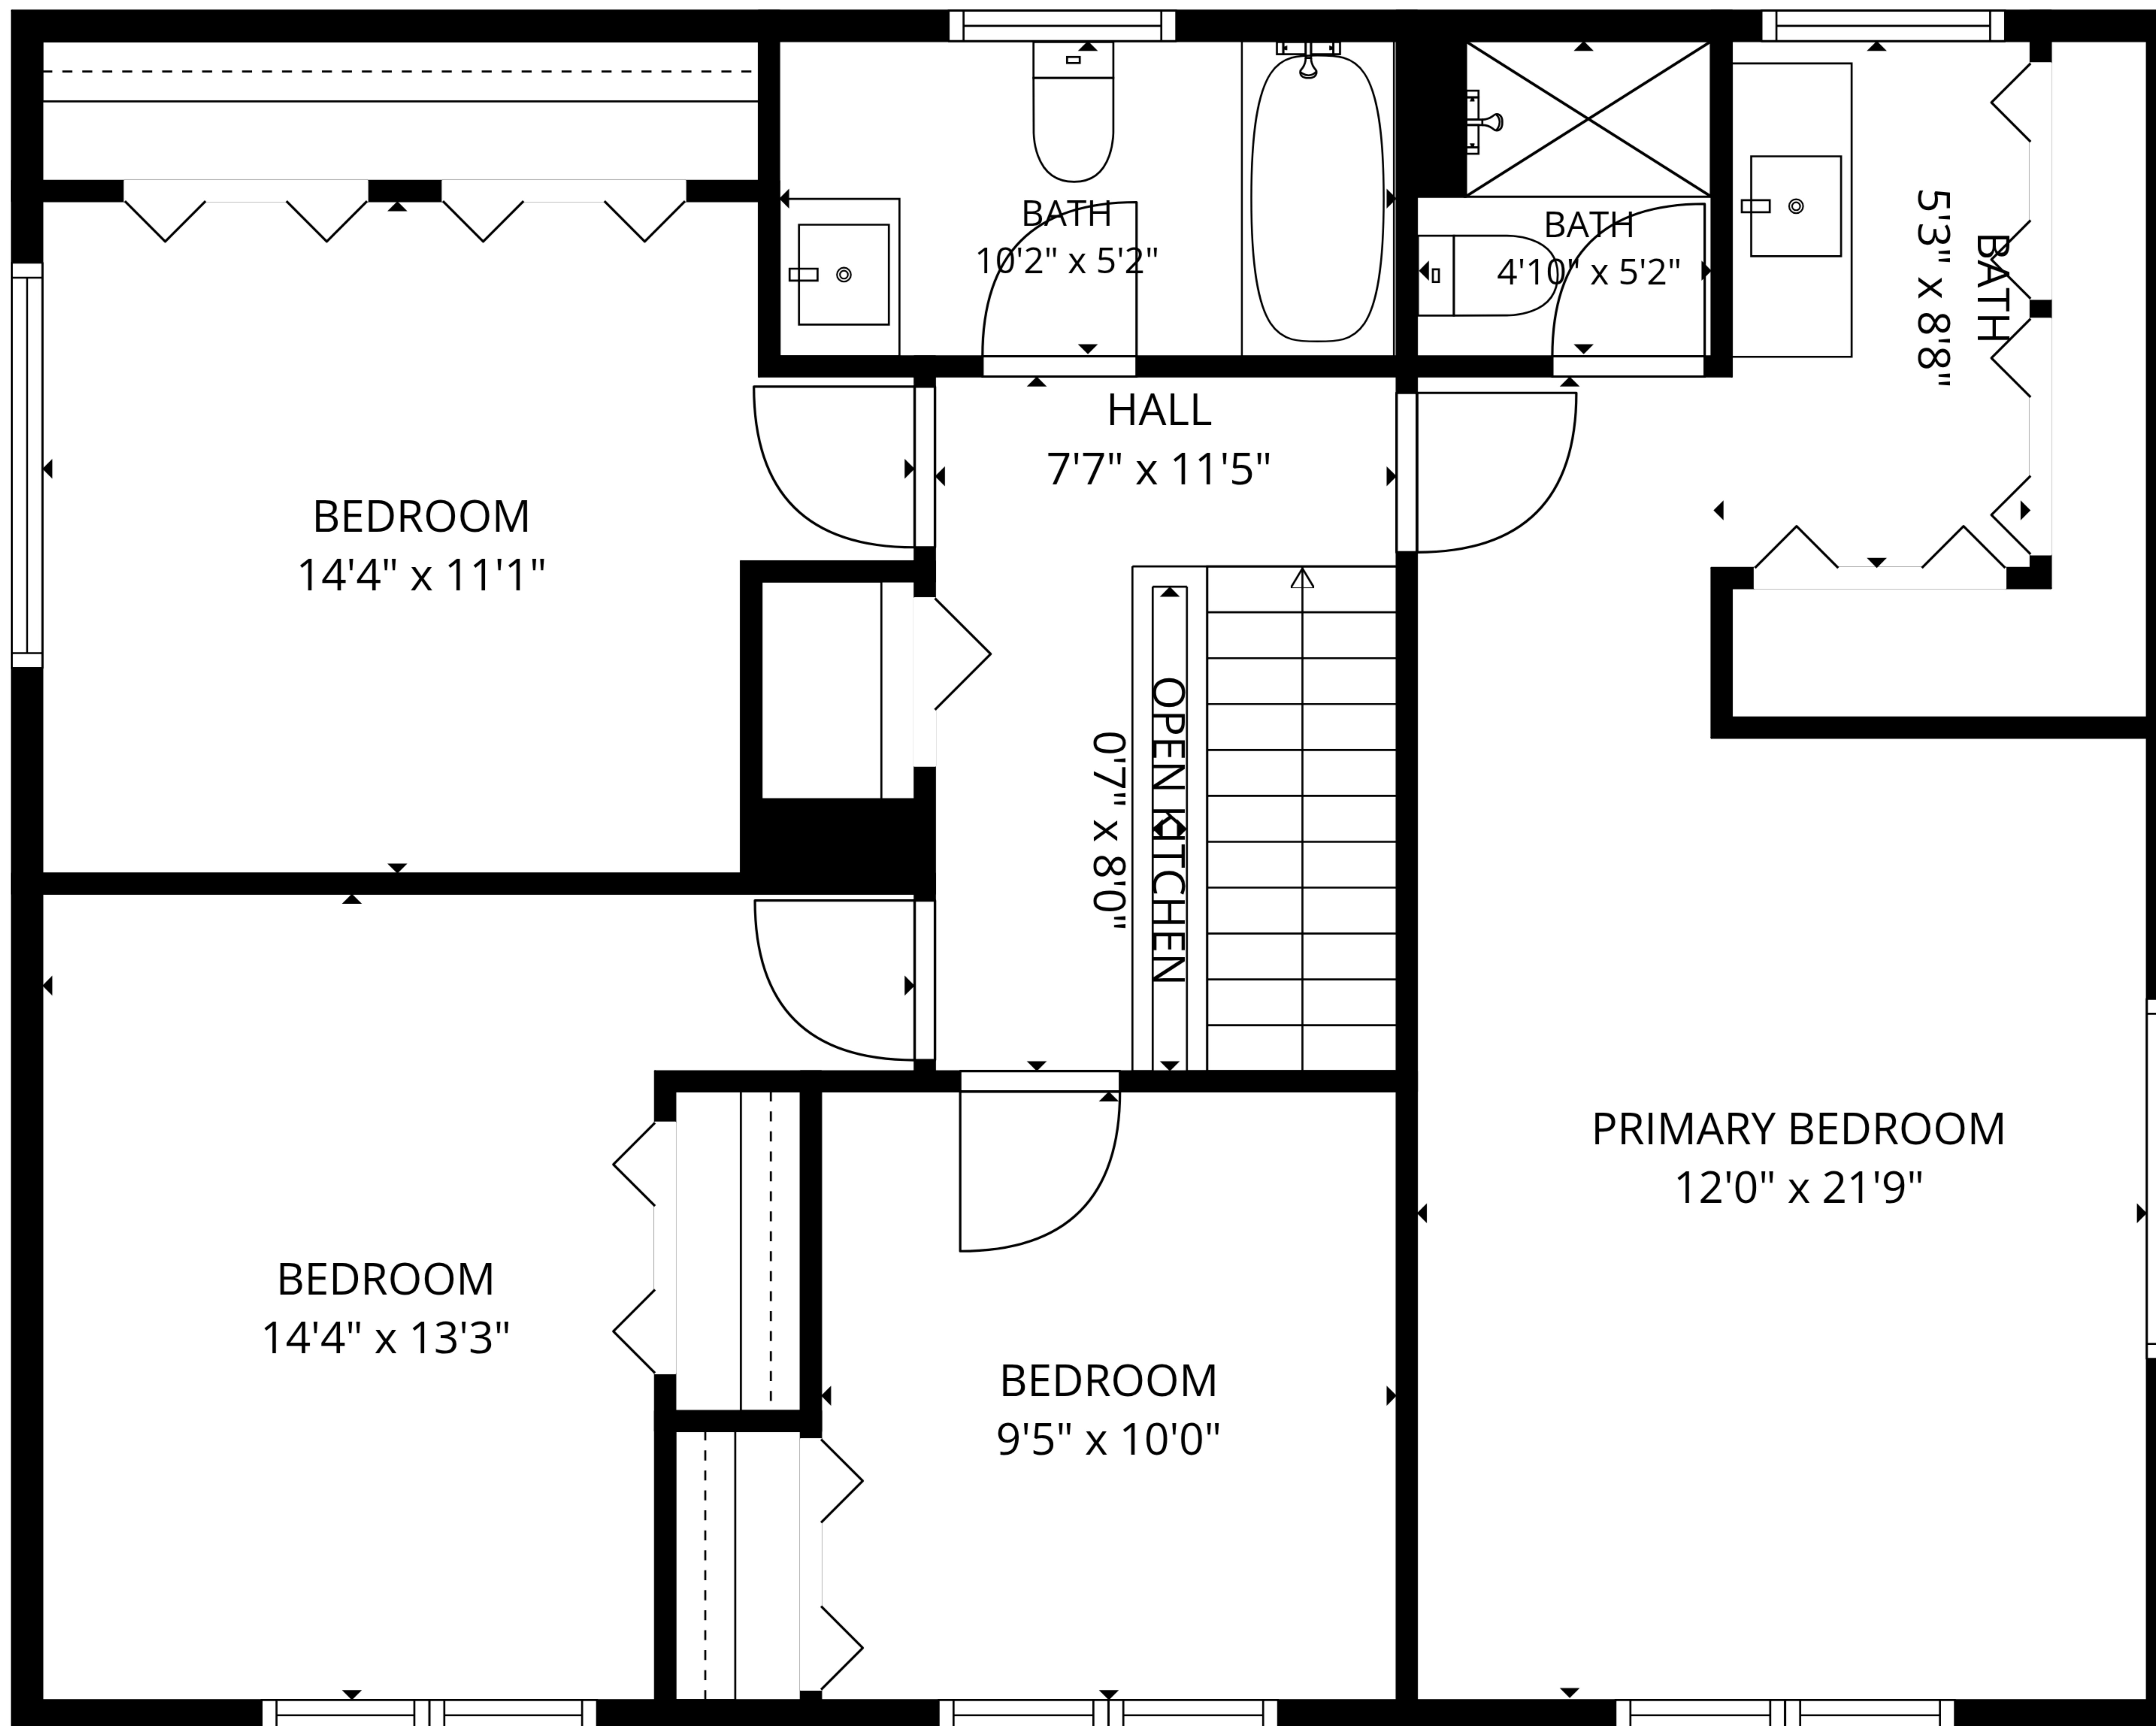 BATH
10'2" x 5'2"
BATH
4'10" x 5'2"
BATH
5'3" x 8'8"
HALL
7'7" x 11'5"
BEDROOM
14'4" x 11'1"
OPEN KITCHEN
0'7" x 8'0"
PRIMARY BEDROOM
12'0" x 21'9"
BEDROOM
14'4" x 13'3"
BEDROOM
9'5" x 10'0"